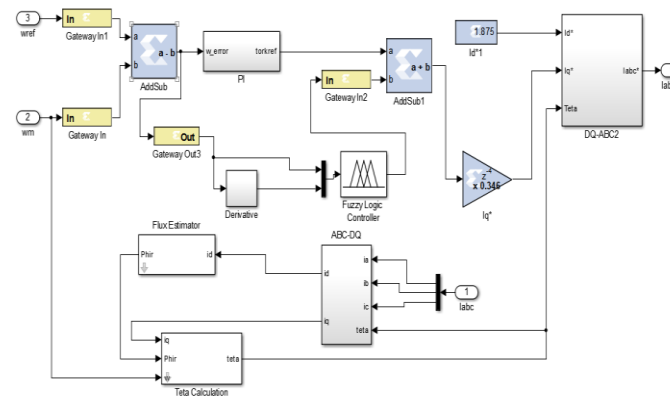 3
wref
In
Gateway In1
a
b
a - b
AddSub
w_error
torkref
PI
2
wm
In
Gateway In
Out
Gateway Out3
Derivative
Fuzzy Logic
Controller
In
Gateway In2
a
b
a + b
AddSub1
1.875
Id*1
x 0.346
Iq*
Id*
Iq*
Teta
Iabc*
DQ-ABC2
Flux Estimator
Phir
id
ABC-DQ
id
iq
ia
ib
ic
teta
1
Iabc
iq
Phir
teta
Teta Calculation